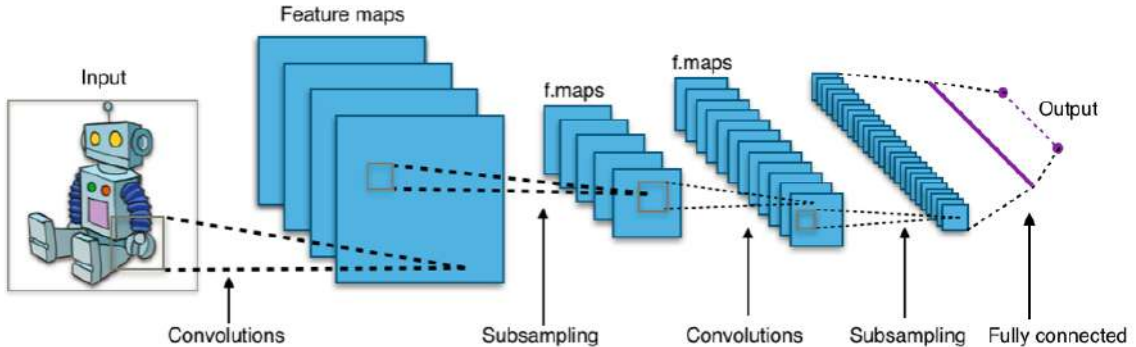 Feature maps
Input
f.maps
f.maps
Output
Convolutions
Subsampling
Convolutions
Subsampling
Fully connected